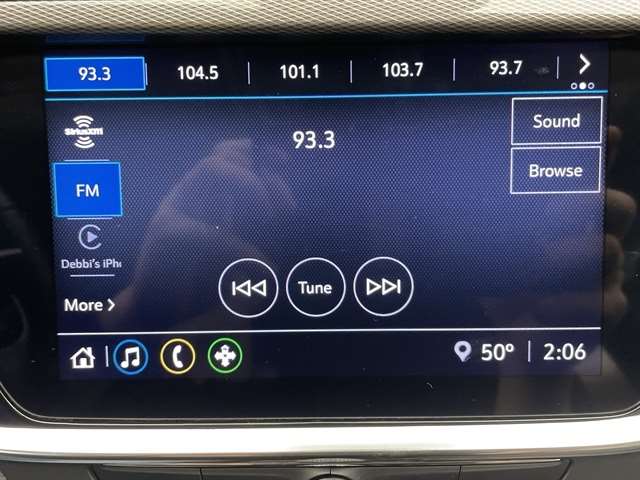 93.3 104.5 101.1 103.7 93.7
SiriusXM
93.3
Sound
Browse
FM
Debbi's iPh
More
Tune
50° 2:06